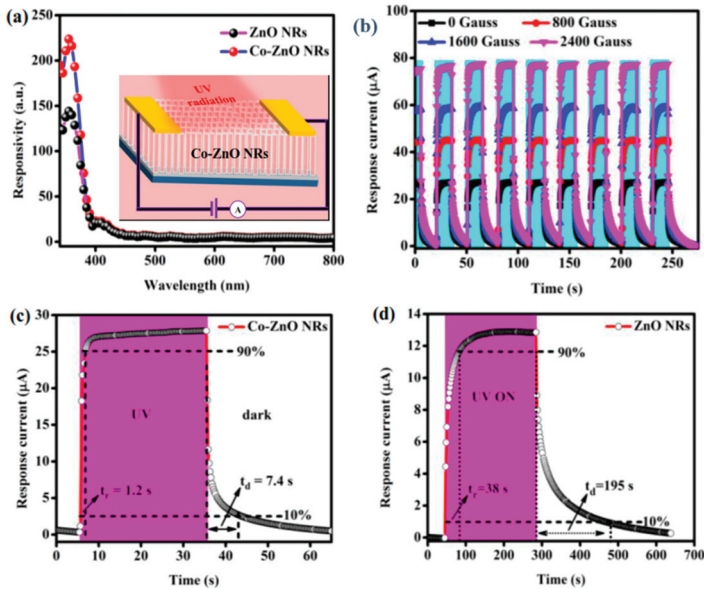 (a)
ZnO NRs
Co-ZnO NRs
Responsivity (a.u.)
250
200
150
100
50
0
400
500
600
700
800
Wavelength (nm)
UV
radiation
Co-ZnO NRs
A
(b)
0 Gauss
800 Gauss
1600 Gauss
2400 Gauss
Response current (μA)
100
80
60
40
20
0
0
50
100
150
200
250
Time (s)
(c)
Co-ZnO NRs
Response current (μA)
35
30
25
20
15
10
5
0
90%
UV
dark
tr = 1.2 s
td = 7.4 s
10%
0
10
20
30
40
50
60
Time (s)
(d)
ZnO NRs
Response current (μA)
14
12
10
8
6
4
2
0
90%
UV ON
tr=38 s
td=195 s
10%
0
100
200
300
400
500
600
700
Time (s)